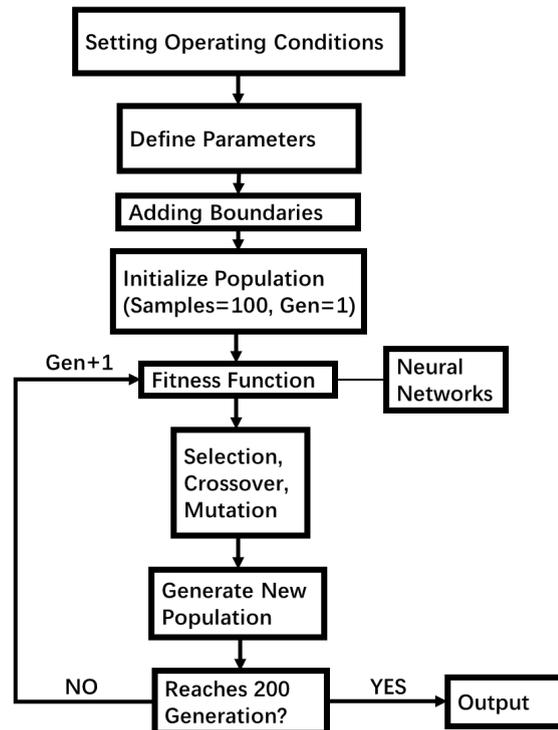 Setting Operating Conditions
Define Parameters
Adding Boundaries
Initialize Population
(Samples=100, Gen=1)
Gen+1
Fitness Function
Neural
Networks
Selection,
Crossover,
Mutation
Generate New
Population
NO
Reaches 200
Generation?
YES
Output